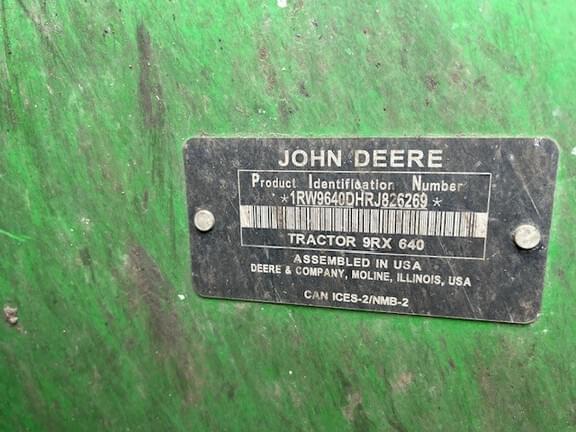 JOHN DEERE
Product Identification Number
*1RW9640DHRJ826269*
TRACTOR 9RX 640
ASSEMBLED IN USA
DEERE & COMPANY, MOLINE, ILLINOIS, USA
CAN ICES-2/NMB-2